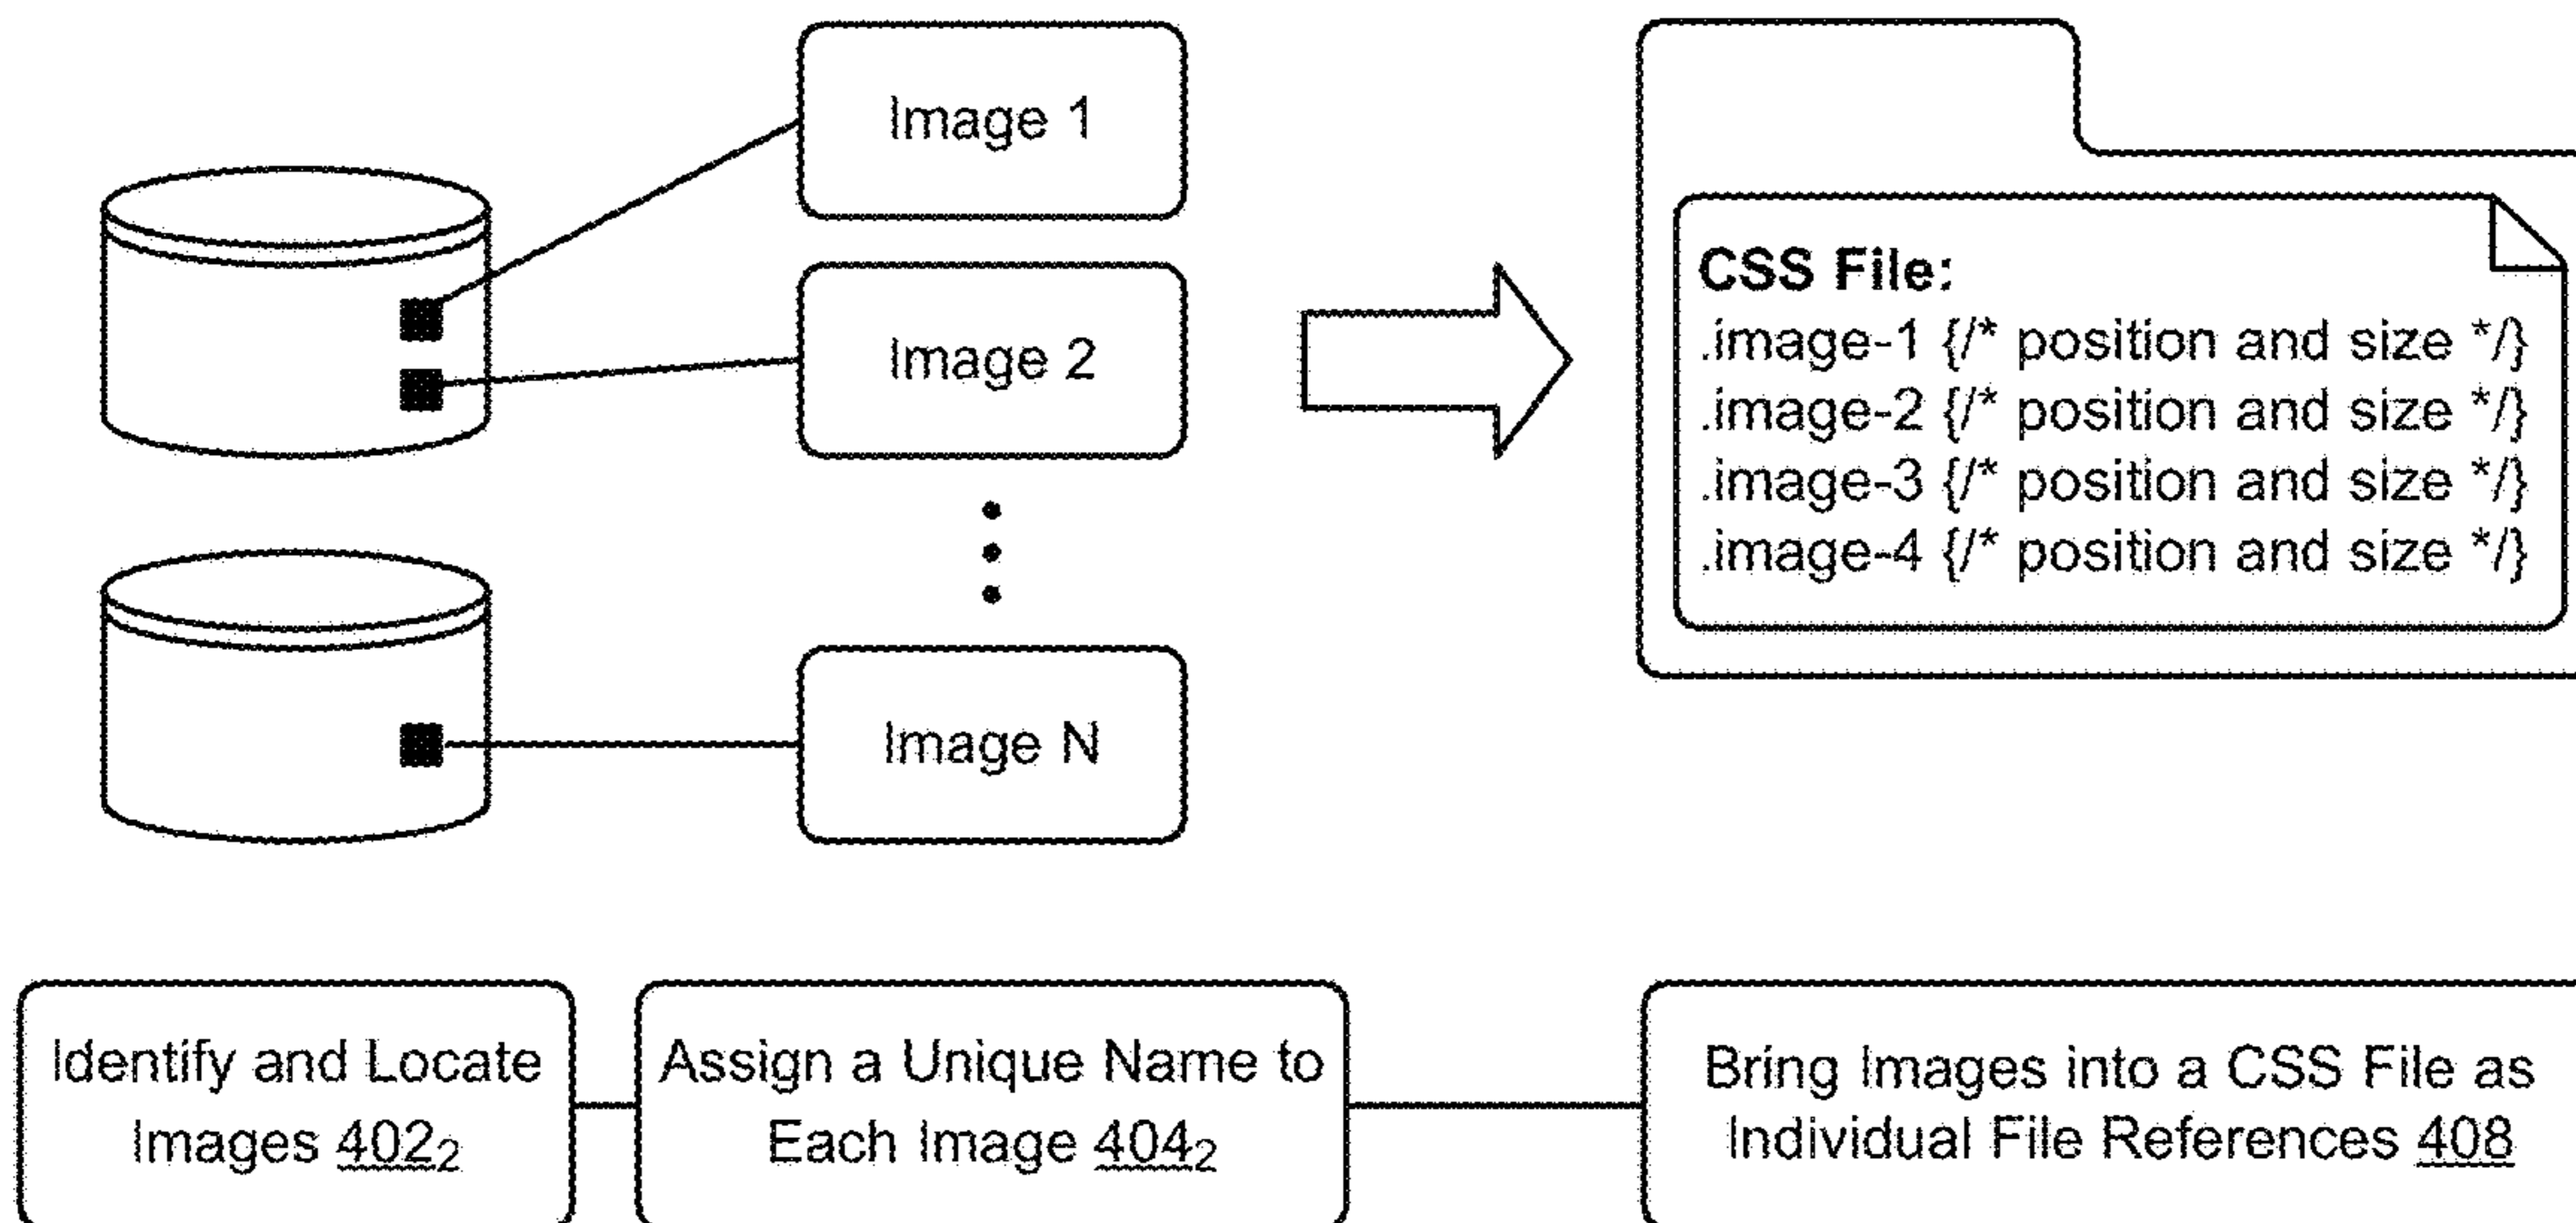 Image 1
Image 2
Image N
CSS File:
.image-1 {/* position and size */}
.image-2 {/* position and size */}
.image-3 {/* position and size */}
.image-4 {/* position and size */}
Identify and Locate
Images 402₂
Assign a Unique Name to
Each Image 404₂
Bring Images into a CSS File as
Individual File References 408